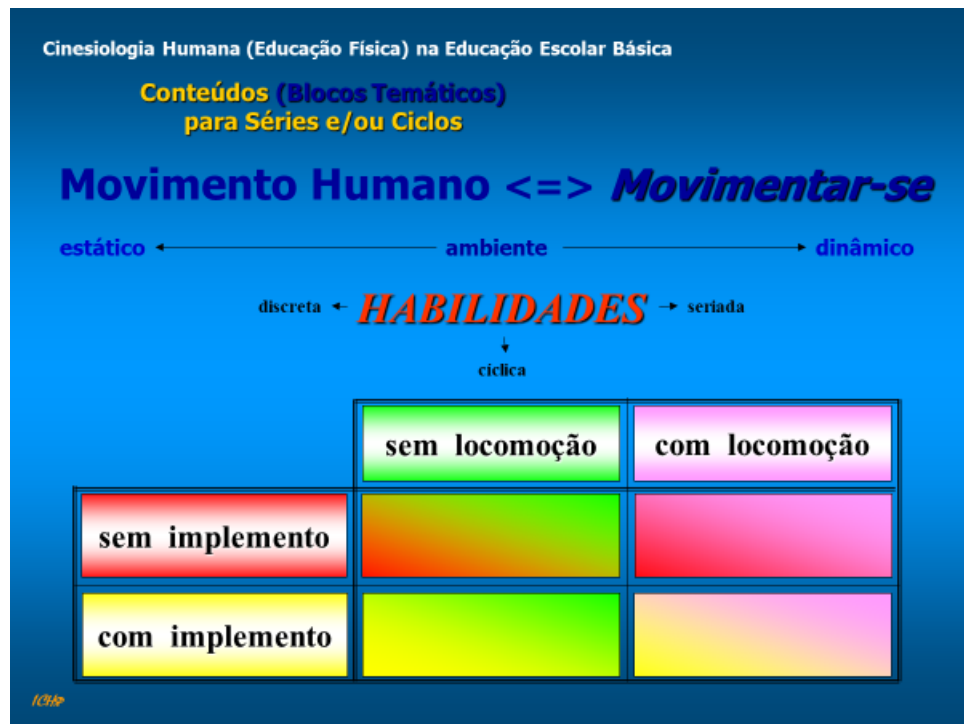 Cinesiologia Humana (Educação Física) na Educação Escolar Básica
Conteúdos (Blocos Temáticos)
para Séries e/ou Ciclos
Movimento Humano <=> Movimentar-se
estático ambiente dinâmico
discreta HABILIDADES seriada
cíclica
sem locomoção com locomoção
sem implemento
com implemento